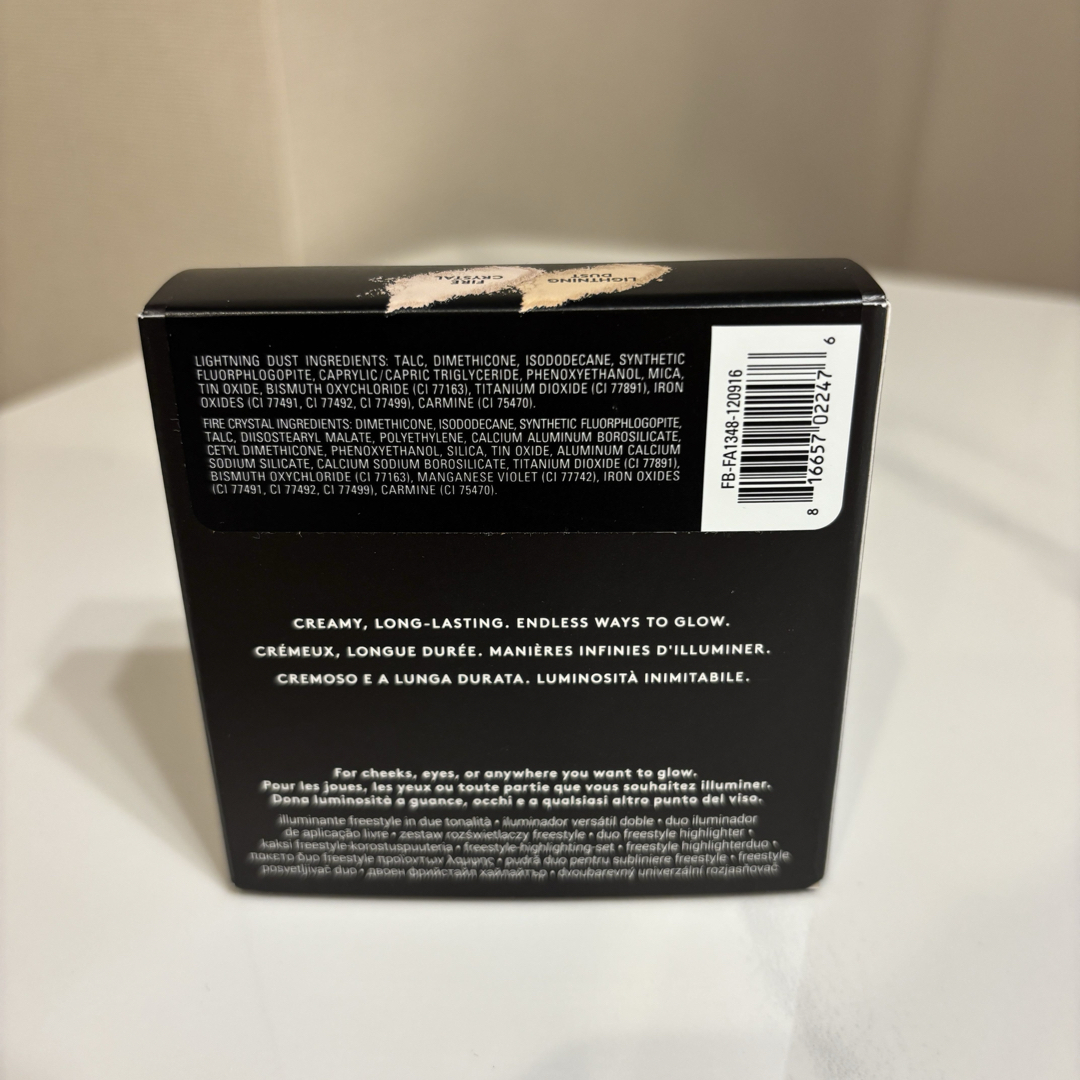 FIRE
CRYSTAL
LIGHTNING
DUST
LIGHTNING DUST INGREDIENTS: TALC, DIMETHICONE, ISODODECANE, SYNTHETIC
FLUORPHLOGOPITE, CAPRYLIC/CAPRIC TRIGLYCERIDE, PHENOXYETHANOL, MICA,
TIN OXIDE, BISMUTH OXYCHLORIDE (CI 77163), TITANIUM DIOXIDE (CI 77891), IRON
OXIDES (CI 77491, CI 77492, CI 77499), CARMINE (CI 75470).
FIRE CRYSTAL INGREDIENTS: DIMETHICONE, ISODODECANE, SYNTHETIC FLUORPHLOGOPITE,
TALC, DIISOSTEARYL MALATE, POLYETHYLENE, CALCIUM ALUMINUM BOROSILICATE,
CETYL DIMETHICONE, PHENOXYETHANOL, SILICA, TIN OXIDE, ALUMINUM CALCIUM
SODIUM SILICATE, CALCIUM SODIUM BOROSILICATE, TITANIUM DIOXIDE (CI 77891),
BISMUTH OXYCHLORIDE (CI 77163), MANGANESE VIOLET (CI 77742), IRON OXIDES
(CI 77491, CI 77492, CI 77499), CARMINE (CI 75470).
FB-FA1348-120916
8 16657 02247 6
CREAMY, LONG-LASTING. ENDLESS WAYS TO GLOW.
CRÉMEUX, LONGUE DURÉE. MANIÈRES INFINIES D'ILLUMINER.
CREMOSO E A LUNGA DURATA. LUMINOSITÀ INIMITABILE.
For cheeks, eyes, or anywhere you want to glow.
Pour les joues, les yeux ou toute partie que vous souhaitez illuminer.
Dona luminosità a guance, occhi e a qualsiasi altro punto del viso.
illuminante freestyle in due tonalità • iluminador versátil doble • duo iluminador
de aplicação livre • zestaw rozświetlaczy freestyle • duo freestyle highlighter •
kaksi freestyle-korostuspuuteria • freestyle-highlighting-set • freestyle highlighterduo •
πακέτο δύο freestyle προϊόντων λάμψης • pudră duo pentru subliniere freestyle • freestyle
posvetljivač duo • двоен фрийстайл хайлайтър • dvoubarevný univerzální rozjasňovač